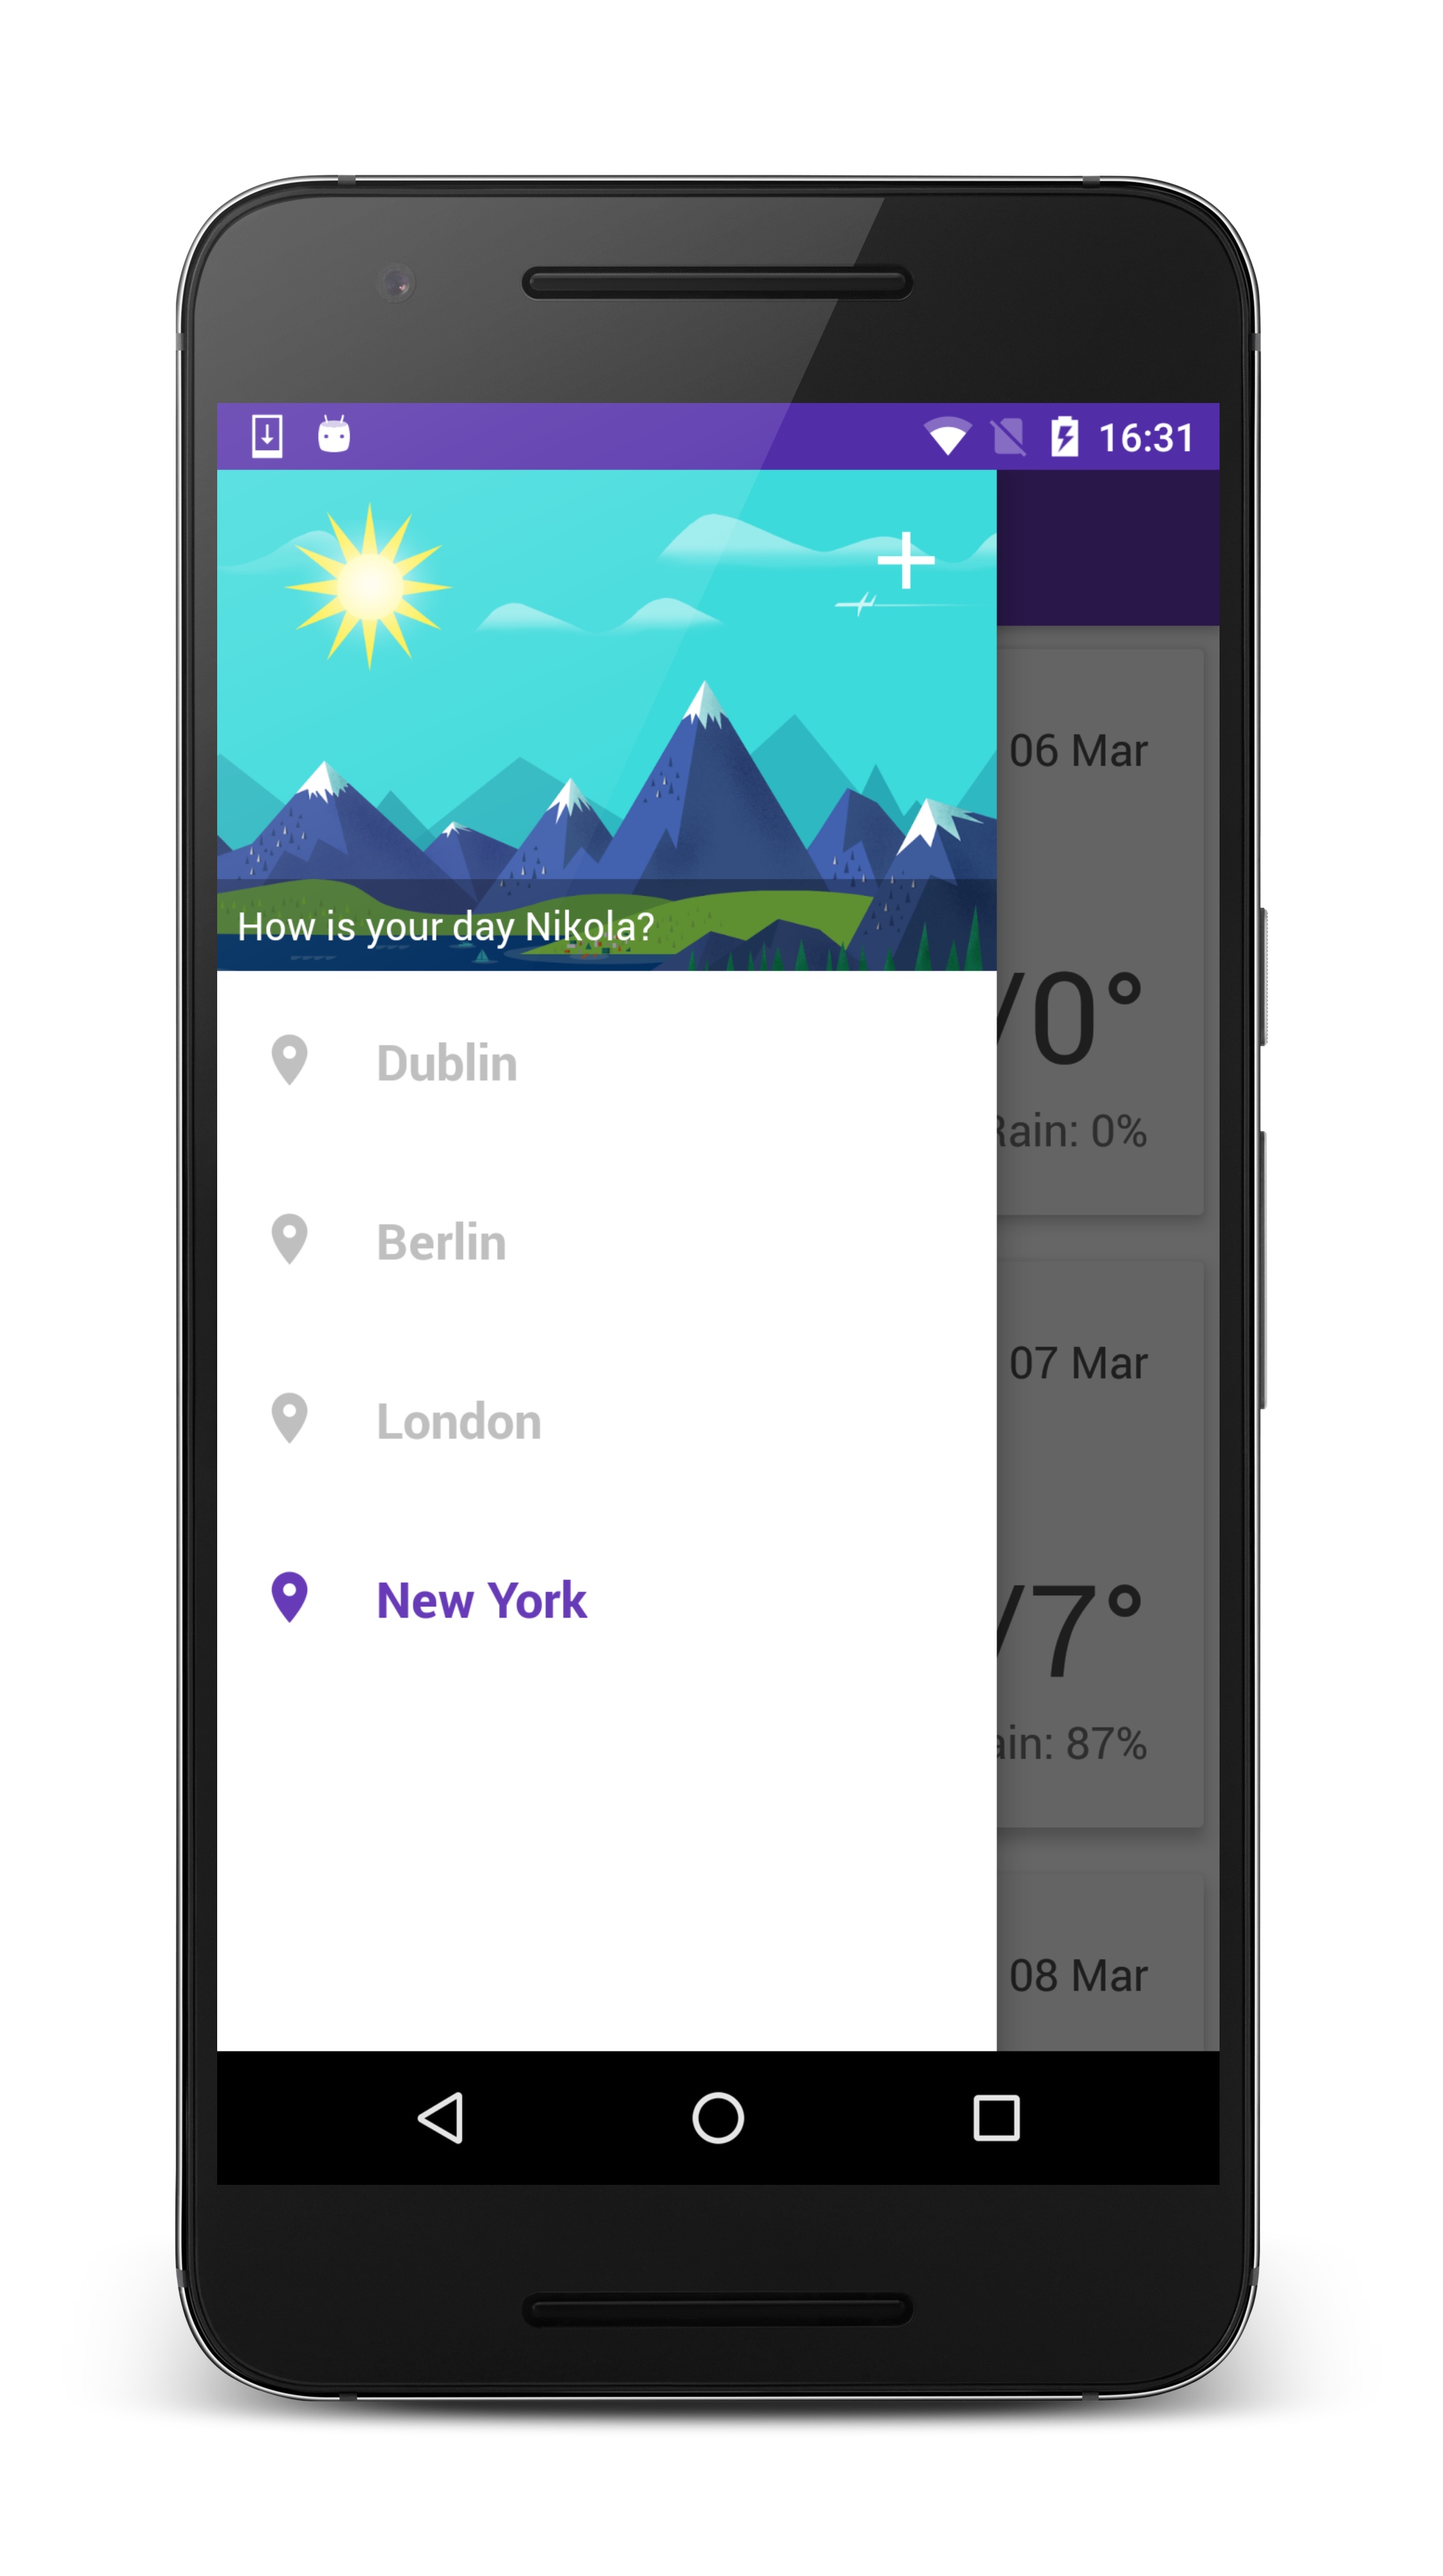 16:31
How is your day Nikola?
Dublin
Berlin
London
New York
06 Mar
/0°
Rain: 0%
07 Mar
/7°
ain: 87%
08 Mar